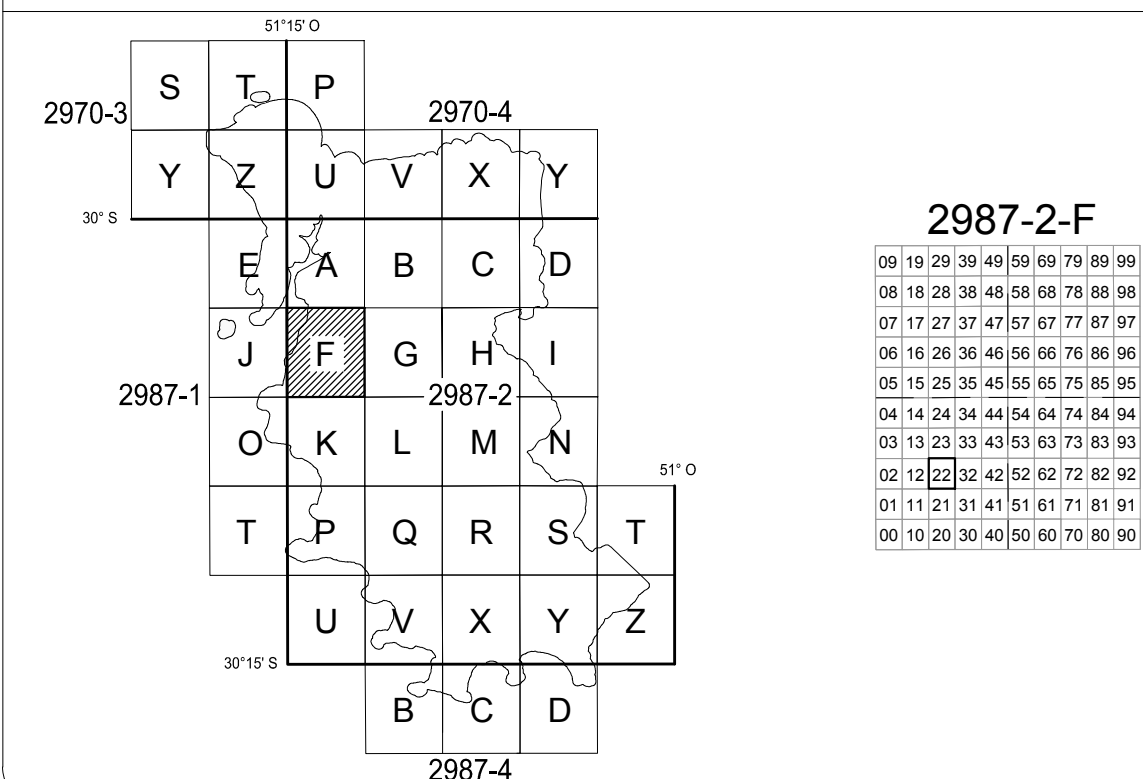 51°15' O
S T P
2970-3 2970-4
Y Z U V X Y
30° S
E A B C D
J F G H I
2987-1 2987-2
O K L M N
51° O
T P Q R S T
U V X Y Z
30°15' S
B C D
2987-4
2987-2-F
09 19 29 39 49 59 69 79 89 99
08 18 28 38 48 58 68 78 88 98
07 17 27 37 47 57 67 77 87 97
06 16 26 36 46 56 66 76 86 96
05 15 25 35 45 55 65 75 85 95
04 14 24 34 44 54 64 74 84 94
03 13 23 33 43 53 63 73 83 93
02 12 22 32 42 52 62 72 82 92
01 11 21 31 41 51 61 71 81 91
00 10 20 30 40 50 60 70 80 90